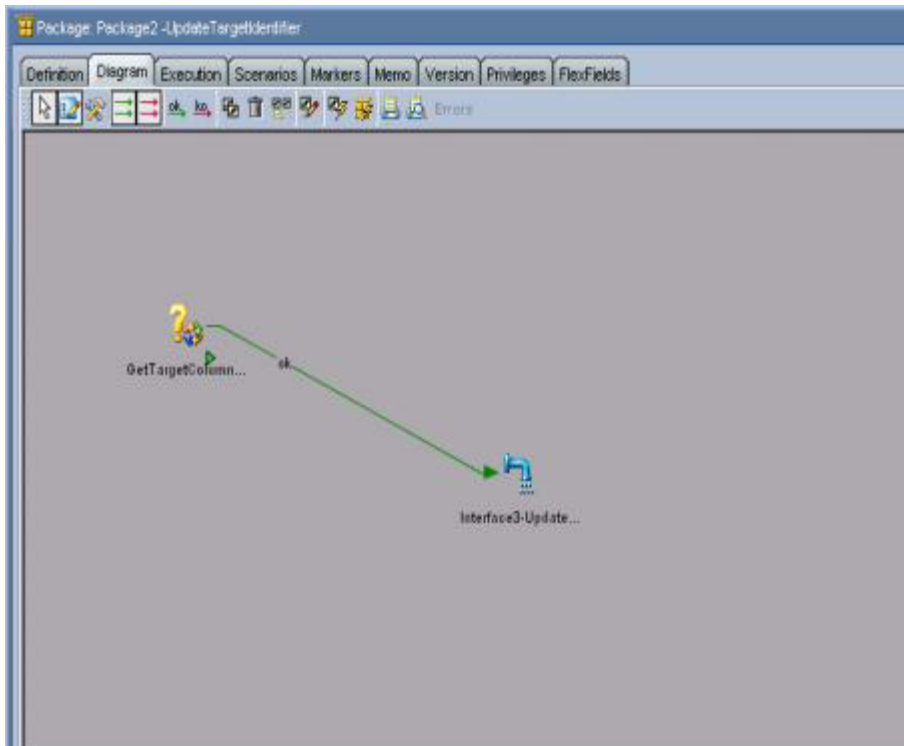 Package: Package2 -UpdateTargetIdentifier
Definition Diagram Execution Scenarios Markers Memo Version Privileges FlexFields
ok ko Errors
GetTargetColumn...
ok
Interface3-Update...